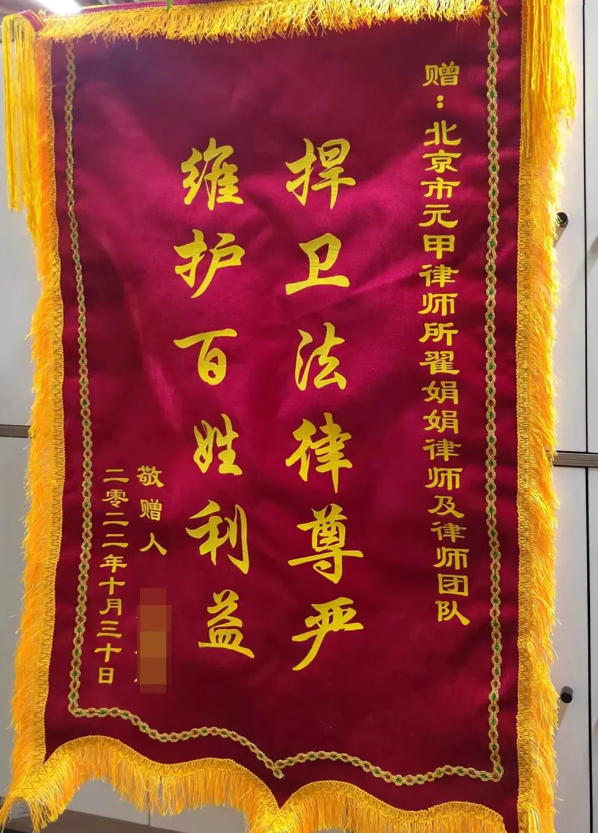 赠：北京市元甲律师所翟娟娟律师及律师团队
捍卫法律尊严
维护百姓利益
敬赠人
二零二二年十月三十日